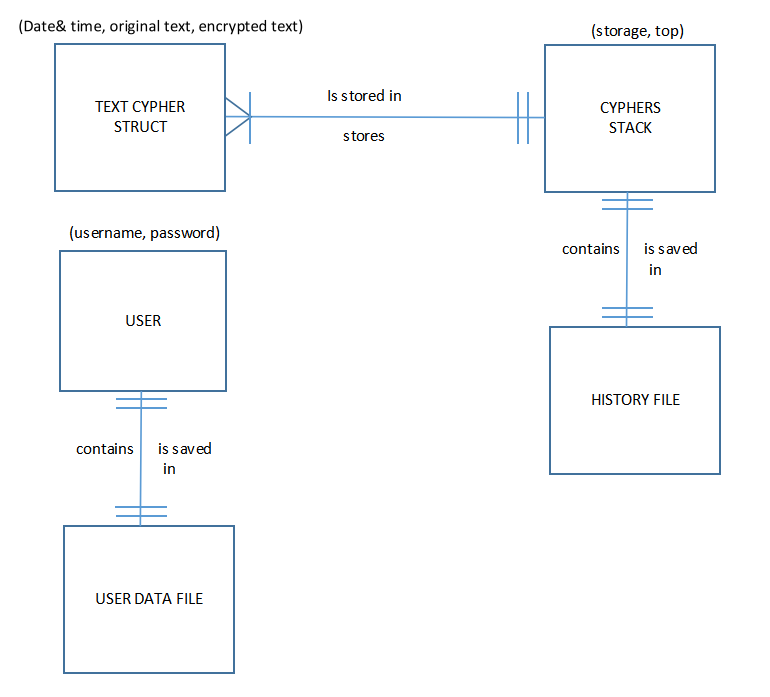 (Date& time, original text, encrypted text)
(storage, top)
TEXT CYPHER
STRUCT
Is stored in
stores
CYPHERS
STACK
(username, password)
USER
contains
is saved
in
HISTORY FILE
contains
is saved
in
USER DATA FILE